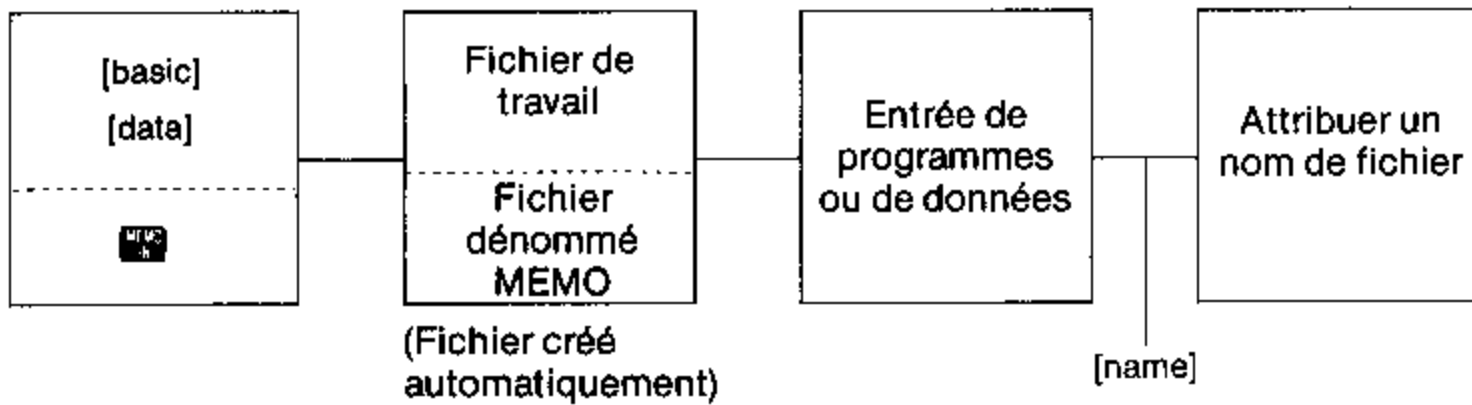 [basic]
[data]
MEMO
Fichier de
travail
Fichier
dénommé
MEMO
(Fichier créé
automatiquement)
Entrée de
programmes
ou de données
[name]
Attribuer un
nom de fichier